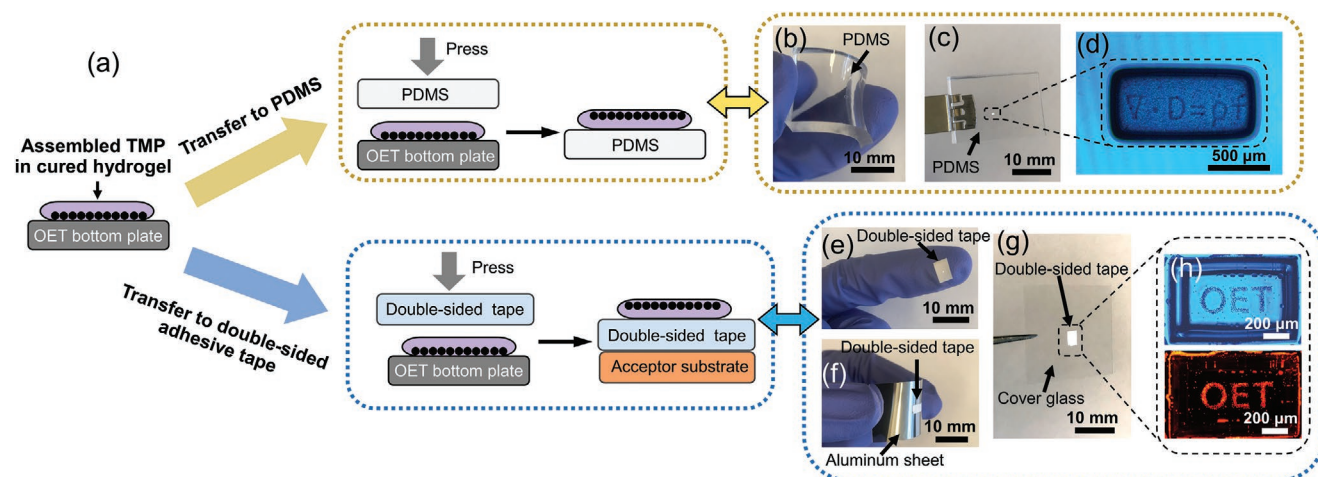 (a)
Assembled TMP
in cured hydrogel
OET bottom plate
Transfer to PDMS
Press
PDMS
OET bottom plate
PDMS
(b)
PDMS
10 mm
(c)
PDMS
10 mm
(d)
∇·D=ρf
500 µm
Transfer to double-sided
adhesive tape
Press
Double-sided tape
OET bottom plate
Double-sided tape
Acceptor substrate
(e)
Double-sided tape
10 mm
(f)
Double-sided tape
10 mm
Aluminum sheet
(g)
Double-sided tape
Cover glass
10 mm
(h)
OET
200 µm
OET
200 µm